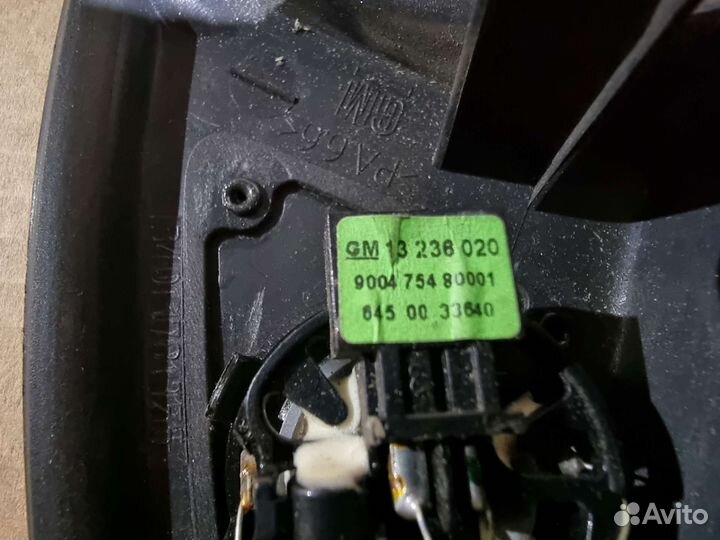 GM
>PA66<
GM 13 236 020
9004 754 80001
645 00 33640
Avito